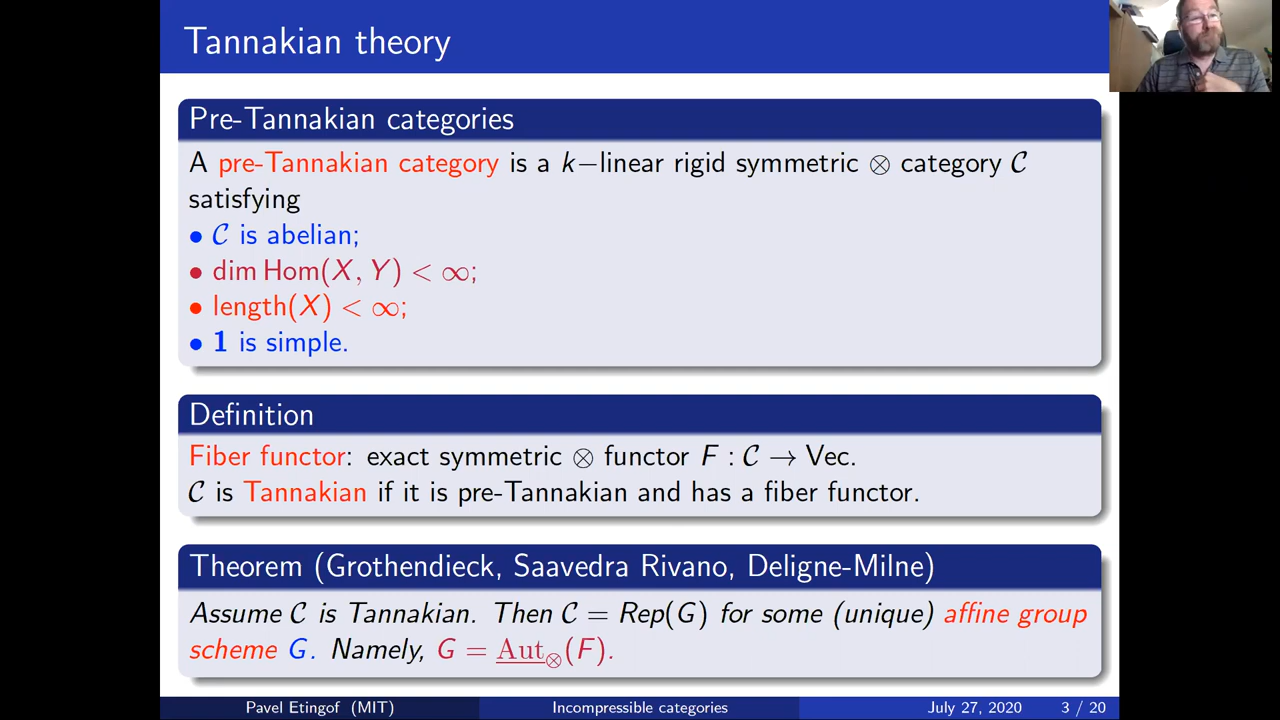 Tannakian theory
Pre-Tannakian categories
A pre-Tannakian category is a k−linear rigid symmetric ⊗ category 𝒞
satisfying
• 𝒞 is abelian;
• dim Hom(X, Y) < ∞;
• length(X) < ∞;
• 1 is simple.
Definition
Fiber functor: exact symmetric ⊗ functor F : 𝒞 → Vec.
𝒞 is Tannakian if it is pre-Tannakian and has a fiber functor.
Theorem (Grothendieck, Saavedra Rivano, Deligne-Milne)
Assume 𝒞 is Tannakian. Then 𝒞 = Rep(G) for some (unique) affine group
scheme G. Namely, G = Aut⊗(F).
Pavel Etingof (MIT) Incompressible categories July 27, 2020 3 / 20